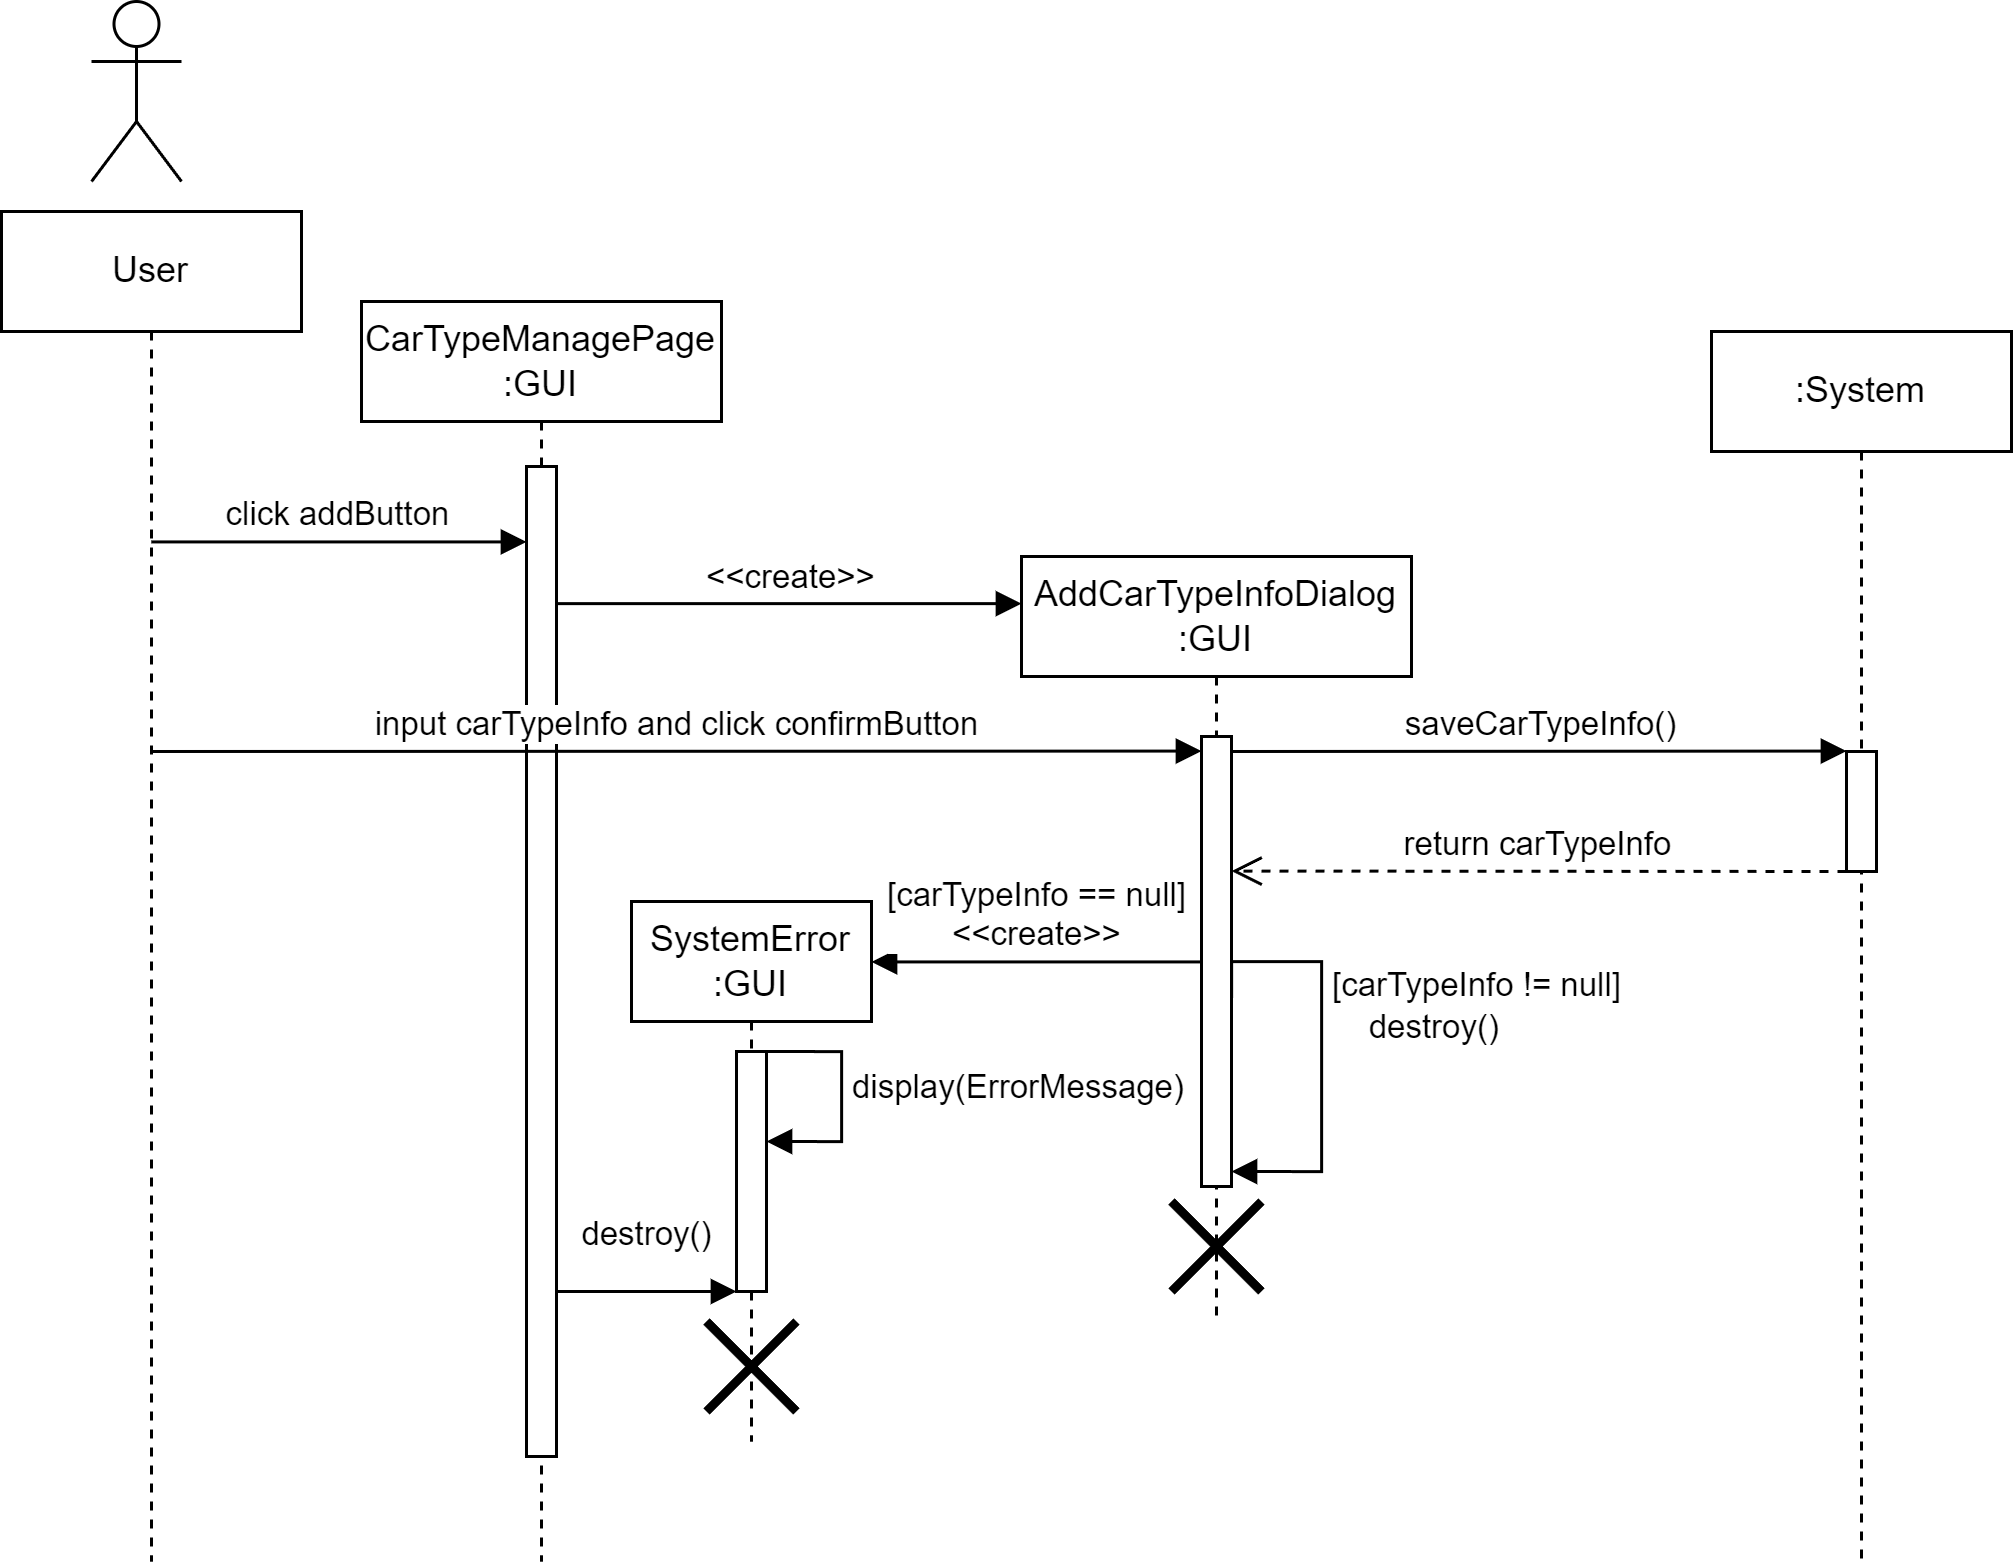 User
CarTypeManagePage
:GUI
:System
click addButton
<<create>>
AddCarTypeInfoDialog
:GUI
input carTypeInfo and click confirmButton
saveCarTypeInfo()
return carTypeInfo
[carTypeInfo == null]
<<create>>
SystemError
:GUI
[carTypeInfo != null]
destroy()
display(ErrorMessage)
destroy()